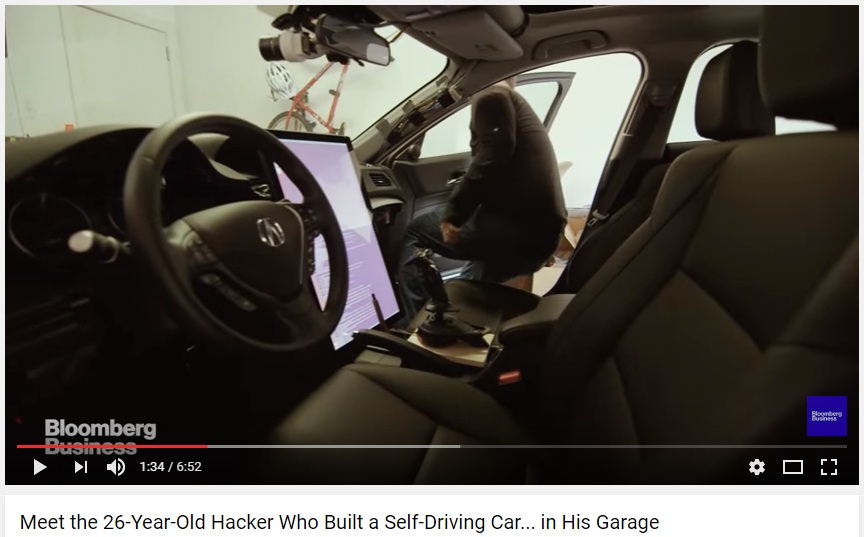 Bloomberg
Business
Bloomberg
Business
1:34 / 6:52
Meet the 26-Year-Old Hacker Who Built a Self-Driving Car... in His Garage